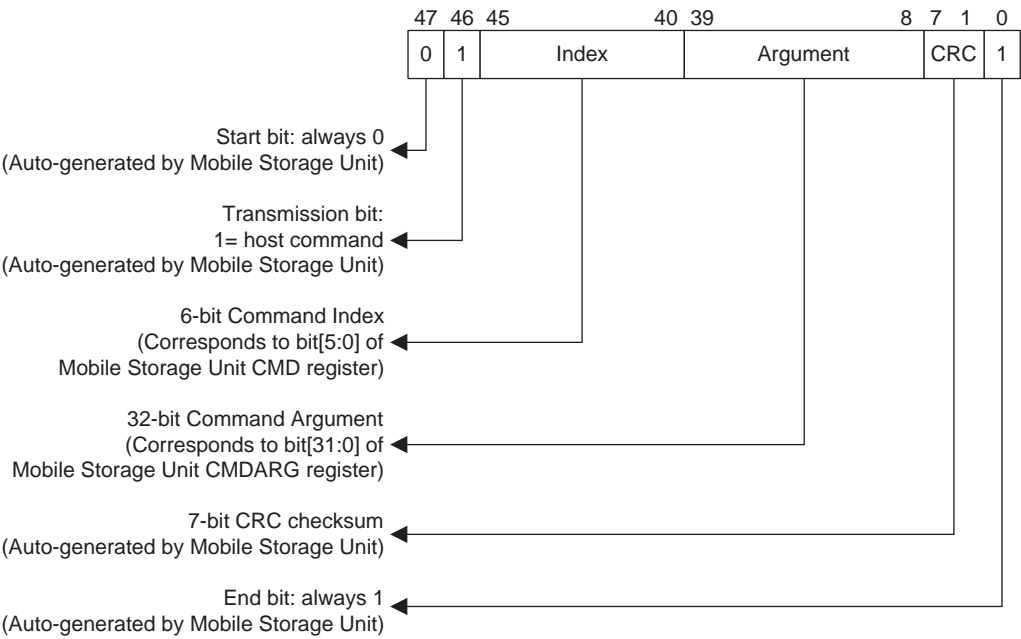 47 46 45 40 39 8 7 1 0
0 1 Index Argument CRC 1
Start bit: always 0
(Auto-generated by Mobile Storage Unit)
Transmission bit:
1= host command
(Auto-generated by Mobile Storage Unit)
6-bit Command Index
(Corresponds to bit[5:0] of
Mobile Storage Unit CMD register)
32-bit Command Argument
(Corresponds to bit[31:0] of
Mobile Storage Unit CMDARG register)
7-bit CRC checksum
(Auto-generated by Mobile Storage Unit)
End bit: always 1
(Auto-generated by Mobile Storage Unit)